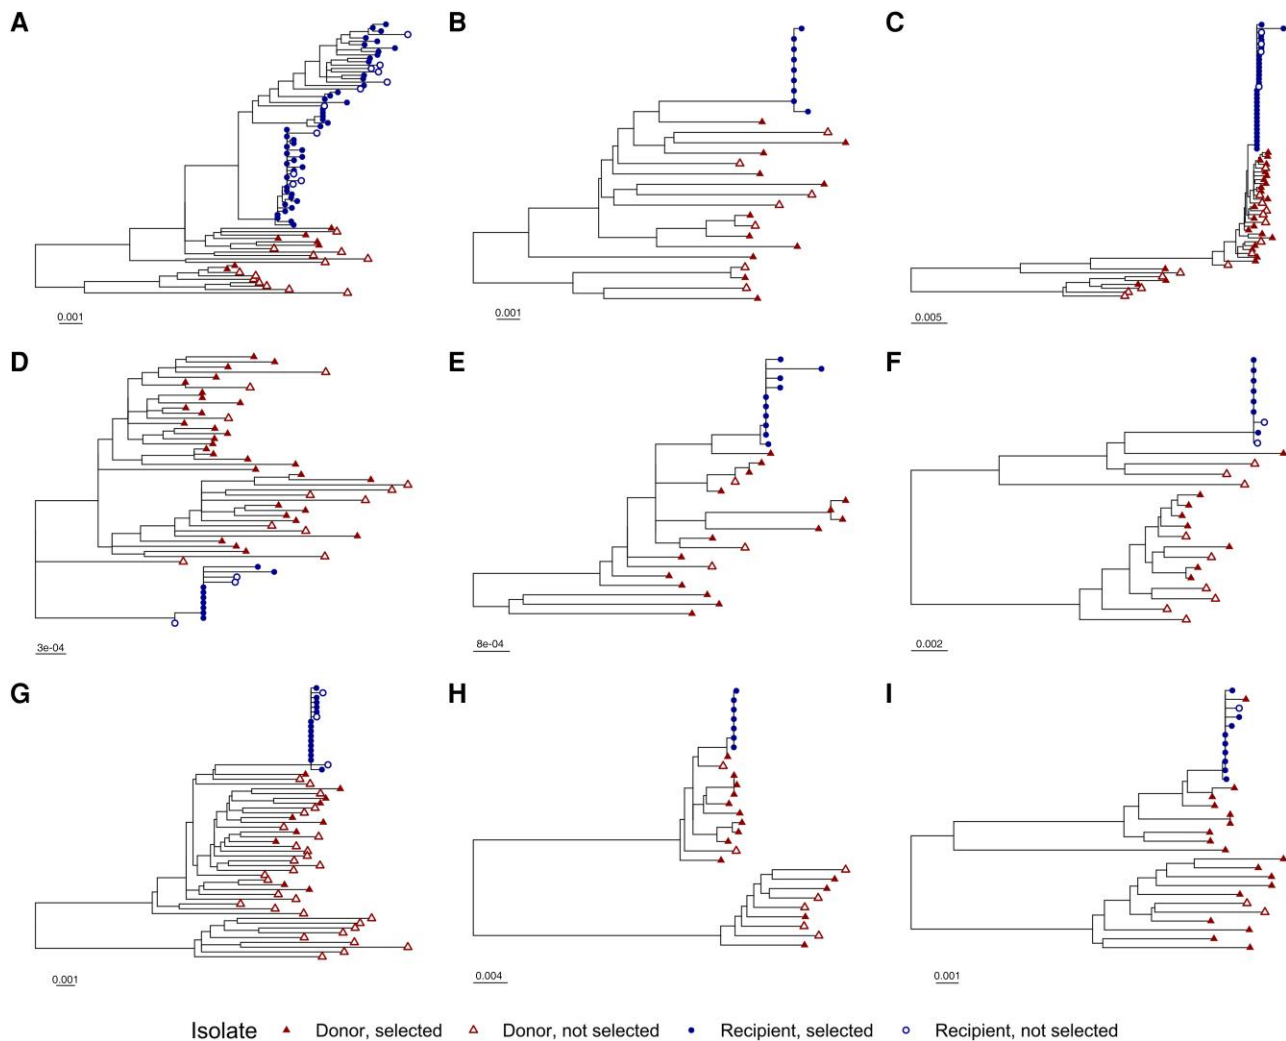 A B C
0.001 0.001 0.005
D E F
3e-04 8e-04 0.002
G H I
0.001 0.004 0.001
Isolate Donor, selected Donor, not selected Recipient, selected Recipient, not selected